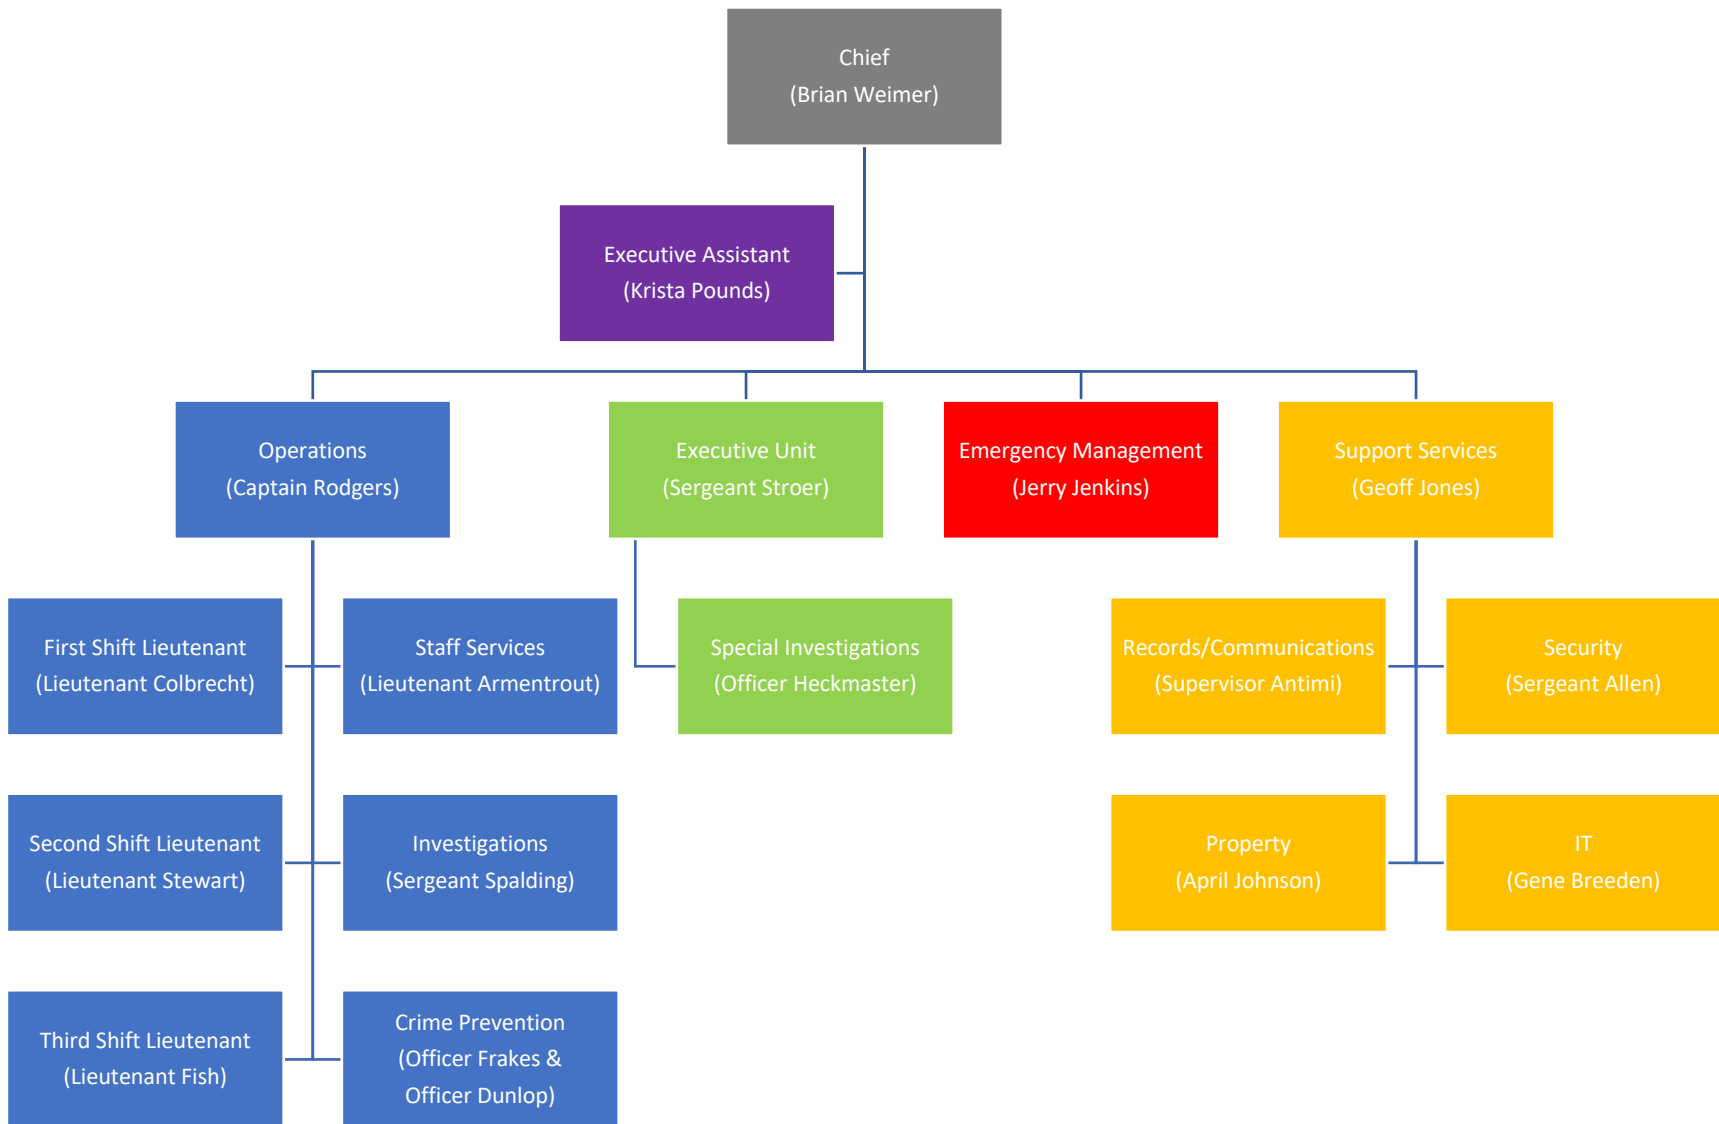 Chief
(Brian Weimer)
Executive Assistant
(Krista Pounds)
Operations
(Captain Rodgers)
Executive Unit
(Sergeant Stroer)
Emergency Management
(Jerry Jenkins)
Support Services
(Geoff Jones)
First Shift Lieutenant
(Lieutenant Colbrecht)
Staff Services
(Lieutenant Armentrout)
Special Investigations
(Officer Heckmaster)
Records/Communications
(Supervisor Antimi)
Security
(Sergeant Allen)
Second Shift Lieutenant
(Lieutenant Stewart)
Investigations
(Sergeant Spalding)
Property
(April Johnson)
IT
(Gene Breeden)
Third Shift Lieutenant
(Lieutenant Fish)
Crime Prevention
(Officer Frakes &
Officer Dunlop)